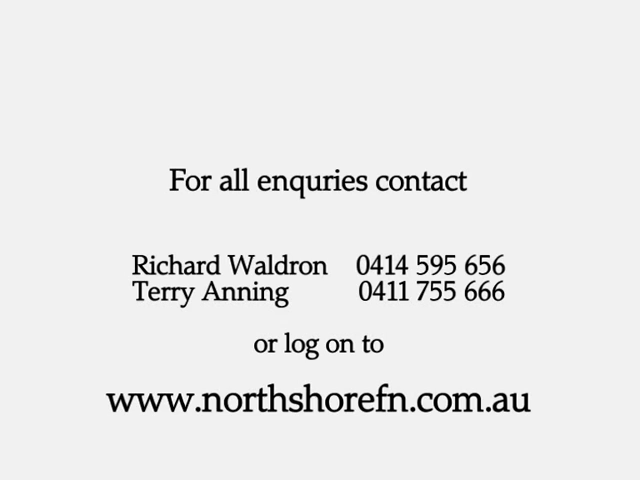 For all enquries contact
Richard Waldron 0414 595 656
Terry Anning 0411 755 666
or log on to
www.northshorefn.com.au